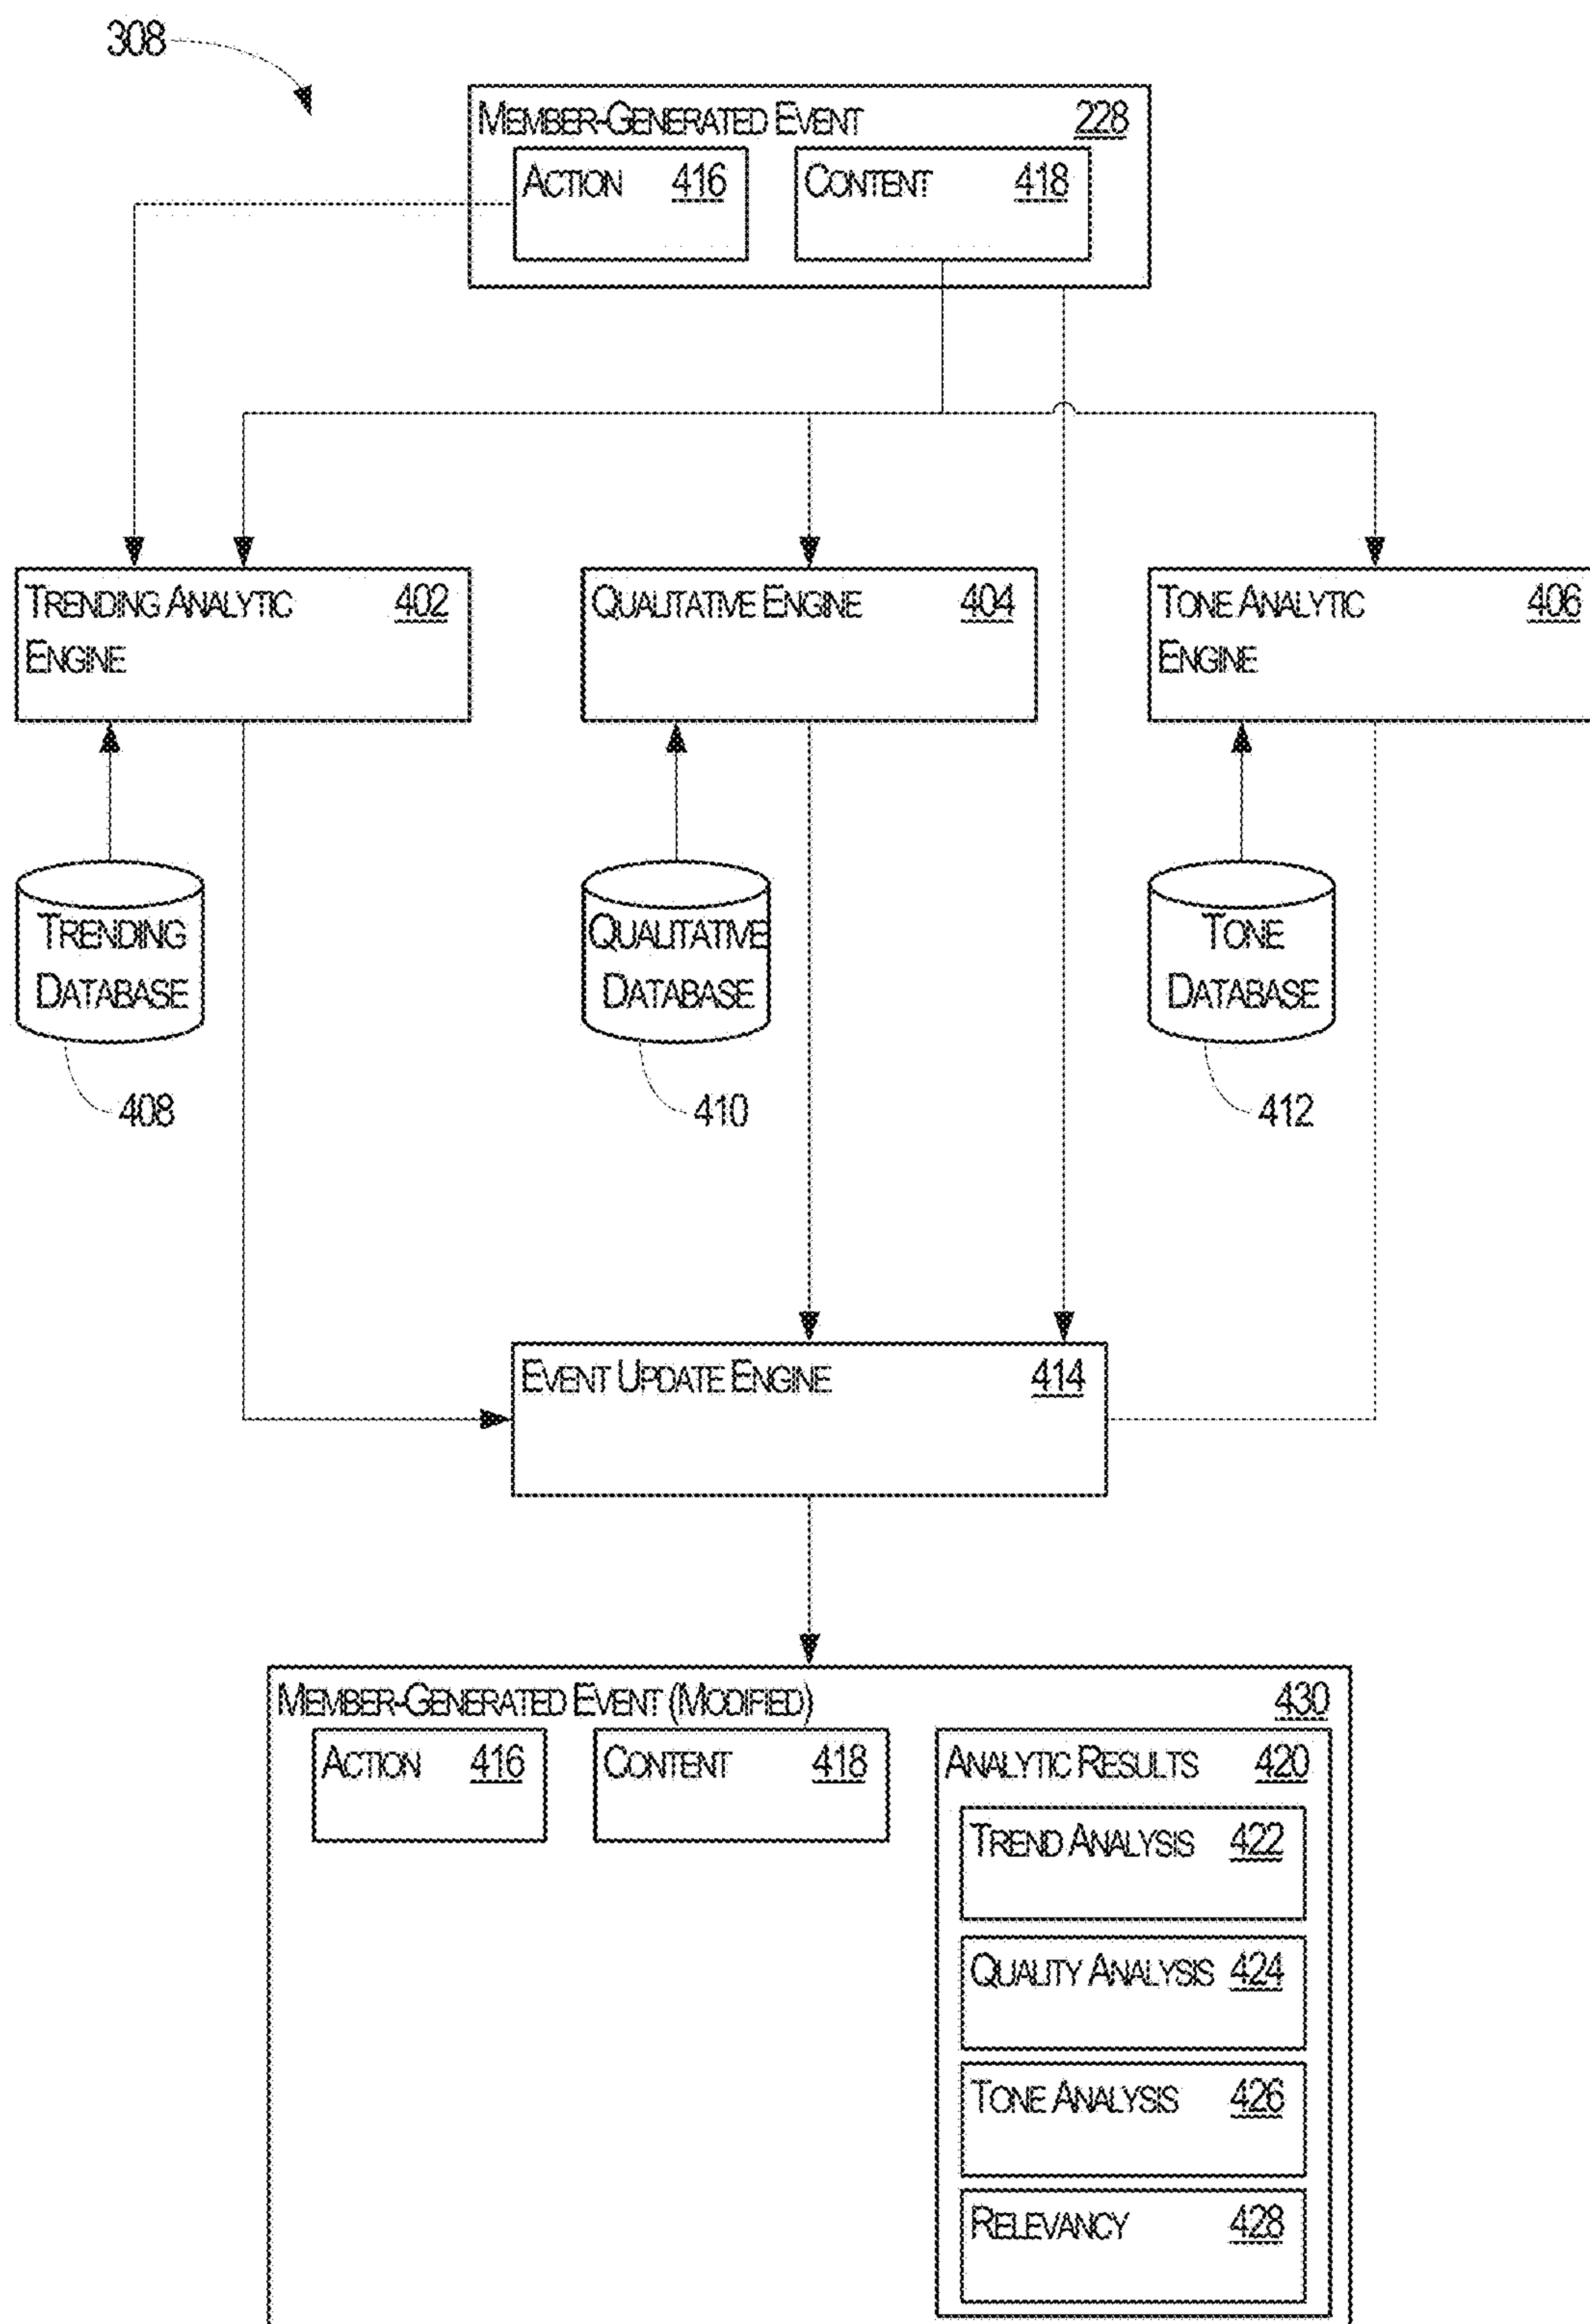 308
MEMBER-GENERATED EVENT 228
ACTION 416 CONTENT 418
TRENDING ANALYTIC 402
ENGINE
QUALITATIVE ENGINE 404
TONE ANALYTIC 406
ENGINE
TRENDING
DATABASE
408
QUALITATIVE
DATABASE
410
TONE
DATABASE
412
EVENT UPDATE ENGINE 414
MEMBER-GENERATED EVENT (MODIFIED) 430
ACTION 416 CONTENT 418
ANALYTIC RESULTS 420
TREND ANALYSIS 422
QUALITY ANALYSIS 424
TONE ANALYSIS 426
RELEVANCY 428